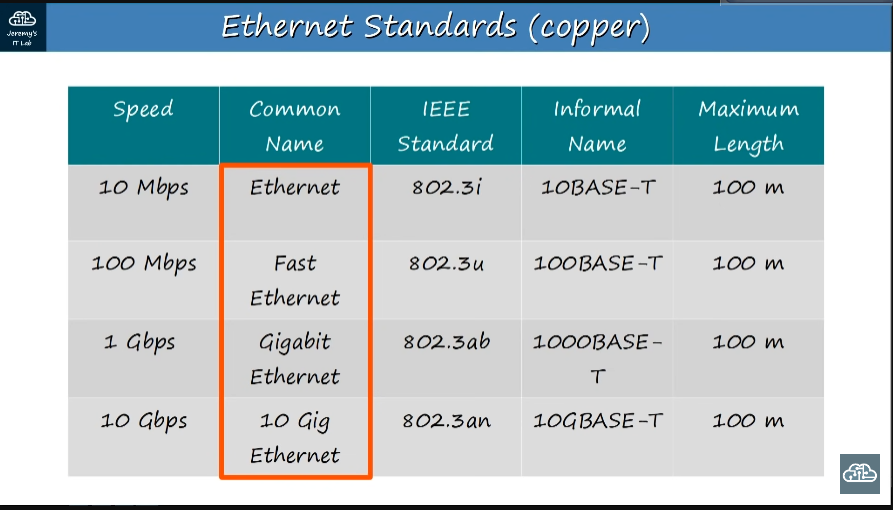 Jeremy's
IT Lab
Ethernet Standards (copper)
Speed
Common
Name
IEEE
Standard
Informal
Name
Maximum
Length
10 Mbps
Ethernet
802.3i
10BASE-T
100 m
100 Mbps
Fast
Ethernet
802.3u
100BASE-T
100 m
1 Gbps
Gigabit
Ethernet
802.3ab
1000BASE-
T
100 m
10 Gbps
10 Gig
Ethernet
802.3an
10GBASE-T
100 m